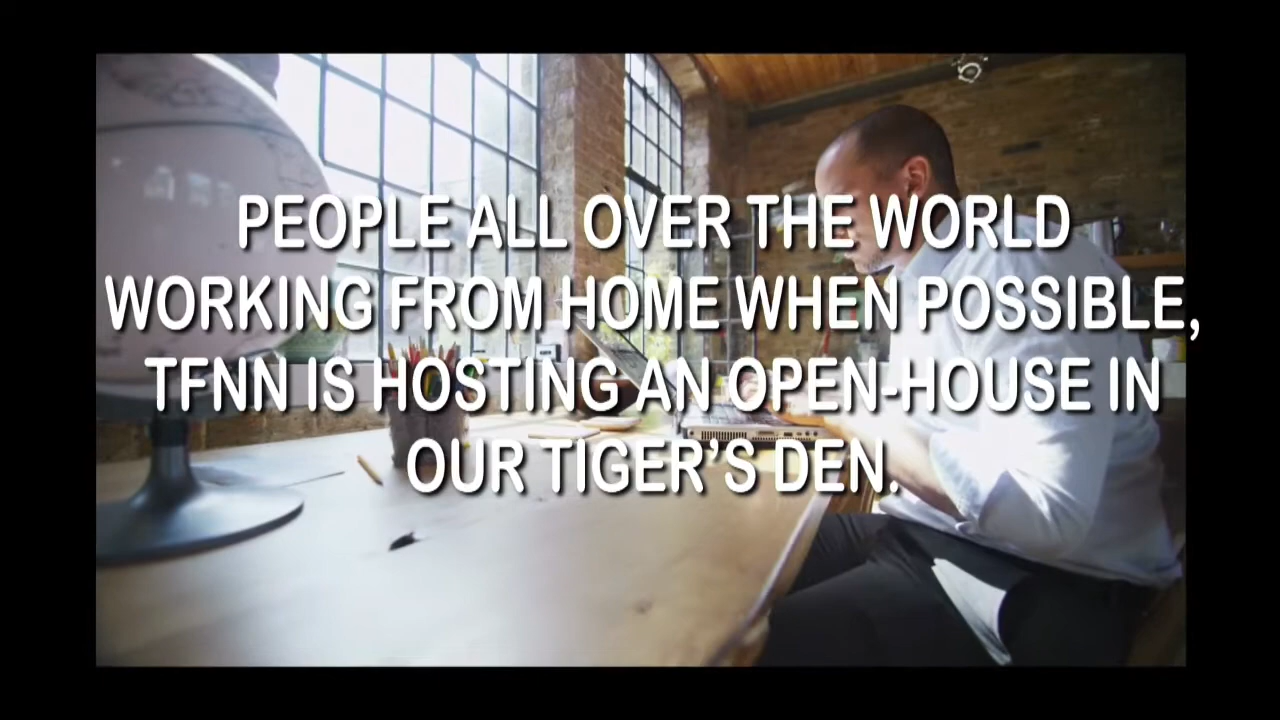 PEOPLE ALL OVER THE WORLD
WORKING FROM HOME WHEN POSSIBLE,
TFNN IS HOSTING AN OPEN-HOUSE IN
OUR TIGER’S DEN.